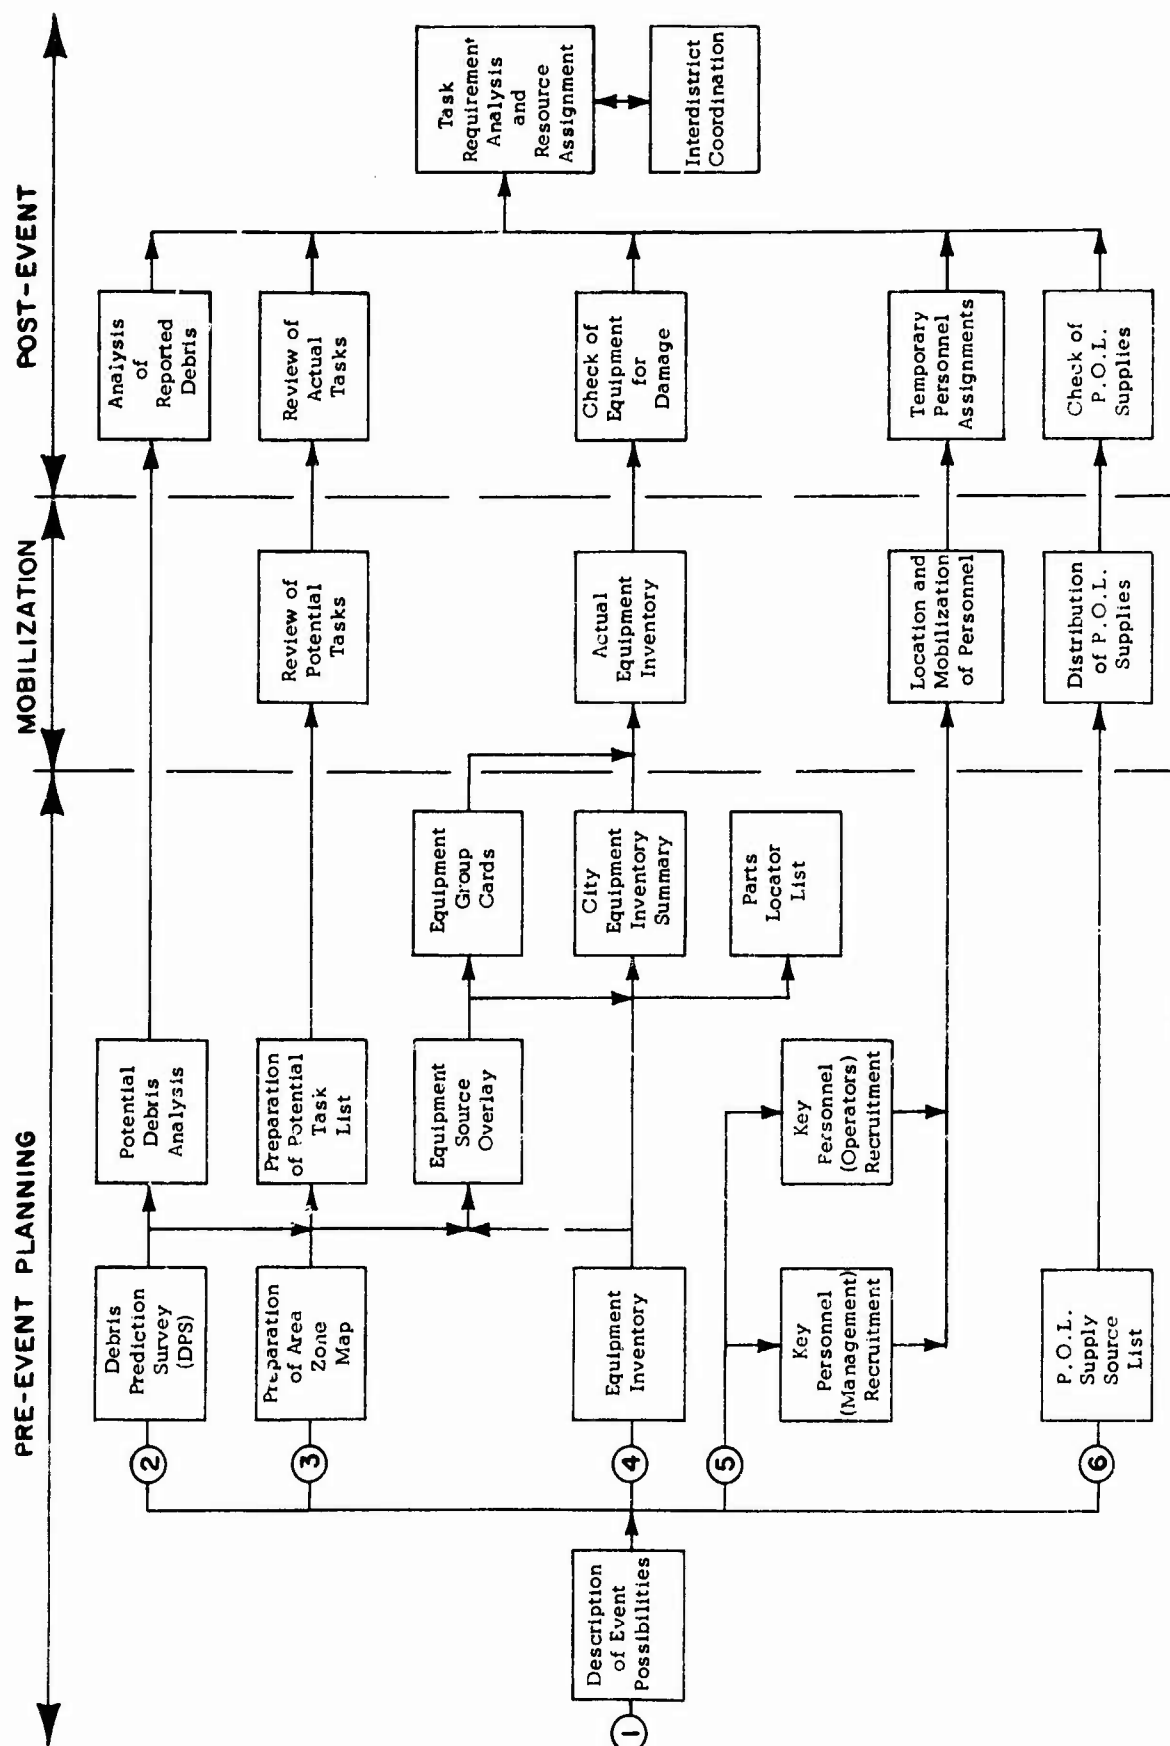 PRE-EVENT PLANNING
MOBILIZATION
POST-EVENT
1
Description
of Event
Possibilities
2
Debris
Prediction
Survey
(DPS)
Potential
Debris
Analysis
Analysis
of
Reported
Debris
3
Preparation
of Area
Zone
Map
Preparation
of Potential
Task
List
Review of
Potential
Tasks
Review of
Actual
Tasks
Equipment
Source
Overlay
Equipment
Group
Cards
4
Equipment
Inventory
City
Equipment
Inventory
Summary
Actual
Equipment
Inventory
Check of
Equipment
for
Damage
Parts
Locator
List
5
Key
Personnel
(Management)
Recruitment
Key
Personnel
(Operators)
Recruitment
Location and
Mobilization
of Personnel
Temporary
Personnel
Assignments
6
P.O.L.
Supply
Source
List
Distribution
of P.O.L.
Supplies
Check of
P.O.L.
Supplies
Task
Requirement
Analysis
and
Resource
Assignment
Interdistrict
Coordination